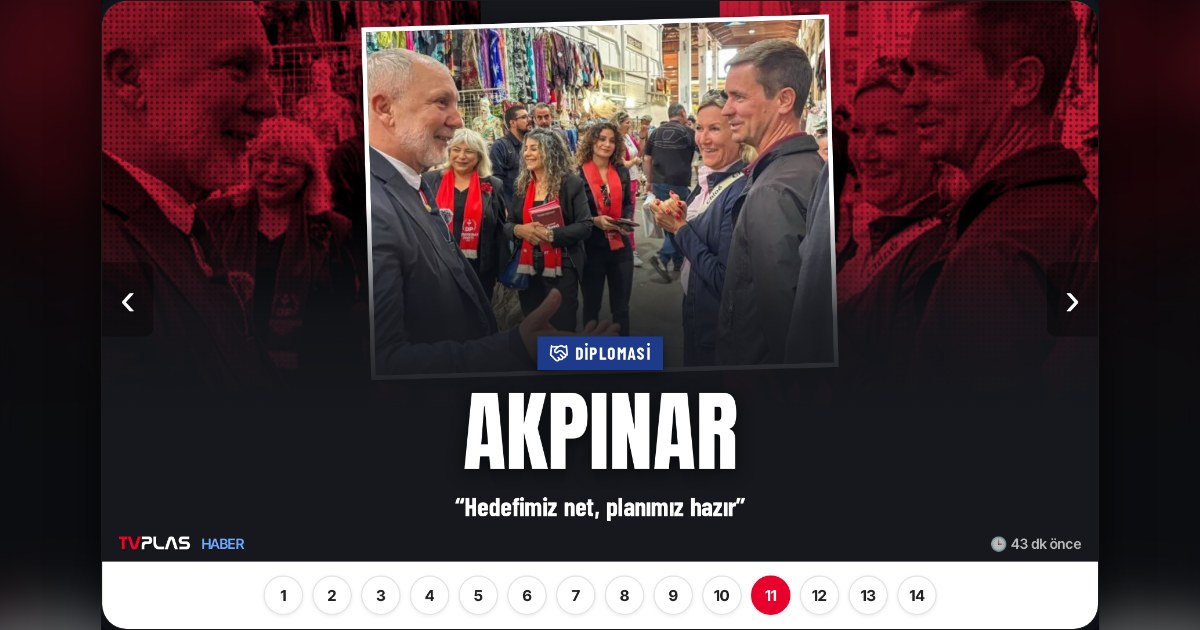 DİPLOMASİ
AKPINAR
“Hedefimiz net, planımız hazır”
TVPLAS HABER
43 dk önce
1 2 3 4 5 6 7 8 9 10 11 12 13 14